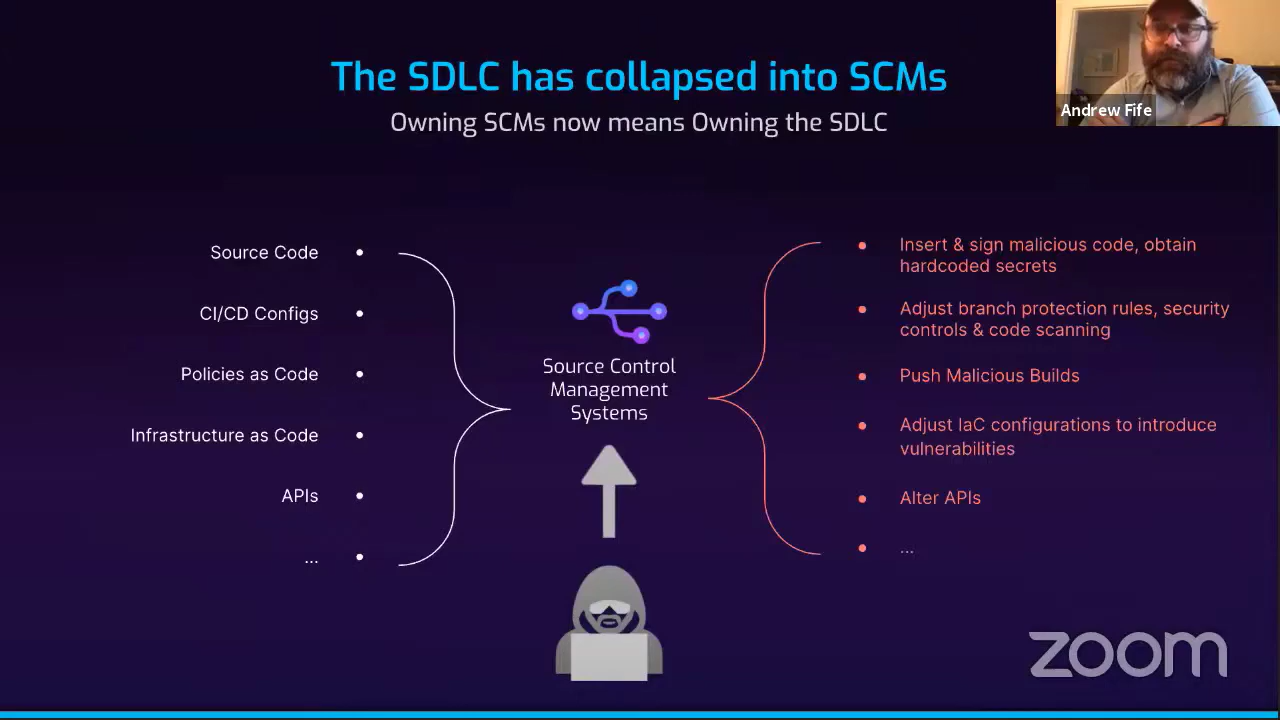 The SDLC has collapsed into SCMs
Owning SCMs now means Owning the SDLC
Andrew Fife
Source Code
CI/CD Configs
Policies as Code
Infrastructure as Code
APIs
...
Source Control
Management
Systems
Insert & sign malicious code, obtain
hardcoded secrets
Adjust branch protection rules, security
controls & code scanning
Push Malicious Builds
Adjust IaC configurations to introduce
vulnerabilities
Alter APIs
...
zoom